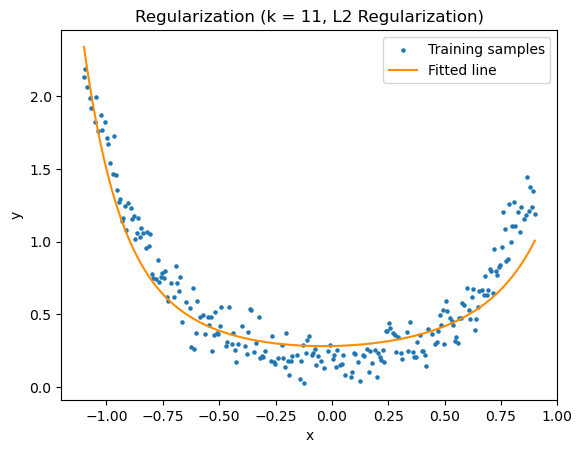 Regularization (k = 11, L2 Regularization)
Training samples
Fitted line
y
2.0
1.5
1.0
0.5
0.0
−1.00 −0.75 −0.50 −0.25 0.00 0.25 0.50 0.75 1.00
x